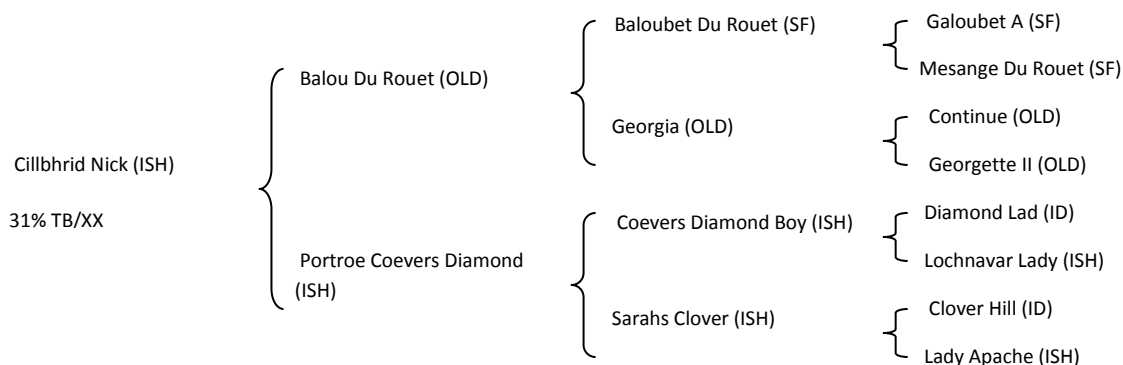 Cillbhrid Nick (ISH)
31% TB/XX
Balou Du Rouet (OLD)
Portroe Coevers Diamond
(ISH)
Baloubet Du Rouet (SF)
Georgia (OLD)
Coevers Diamond Boy (ISH)
Sarahs Clover (ISH)
Galoubet A (SF)
Mesange Du Rouet (SF)
Continue (OLD)
Georgette II (OLD)
Diamond Lad (ID)
Lochnavar Lady (ISH)
Clover Hill (ID)
Lady Apache (ISH)